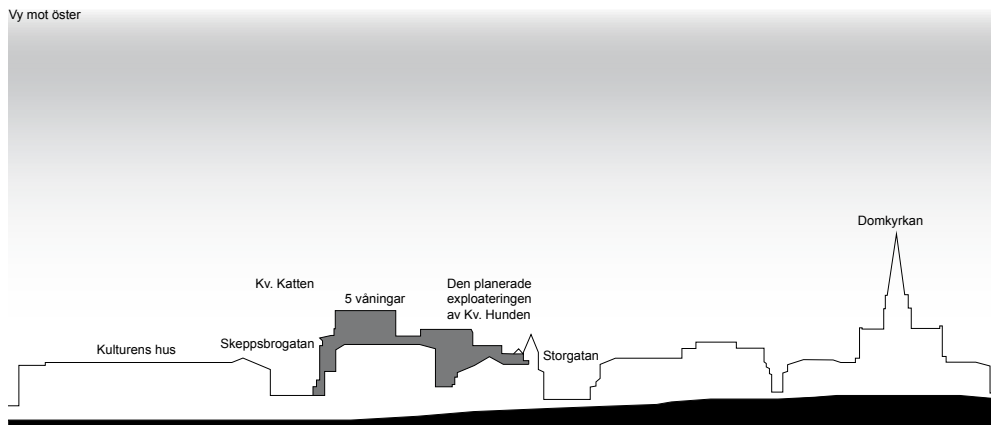 Vy mot öster
Domkyrkan
Kv. Katten
Den planerade
exploateringen
av Kv. Hunden
5 våningar
Skeppsbrogatan
Kulturens hus
Storgatan